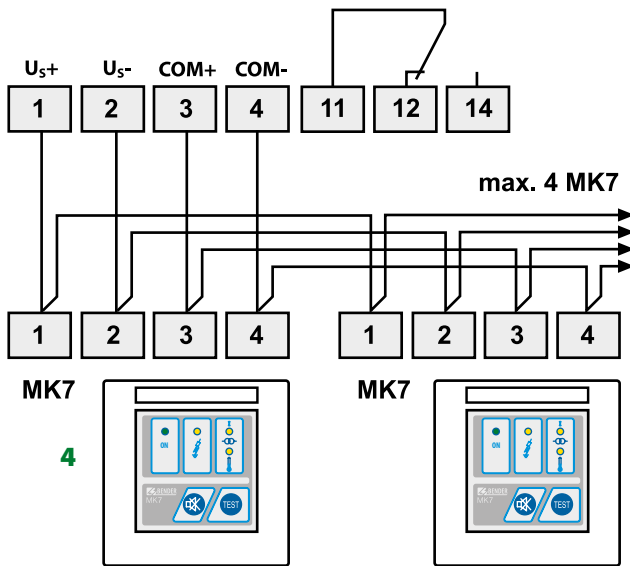 Us+ Us- COM+ COM-
1 2 3 4 11 12 14
max. 4 MK7
1 2 3 4 1 2 3 4
MK7 MK7
4
ON ON
BENDER BENDER
MK7 MK7
TEST TEST